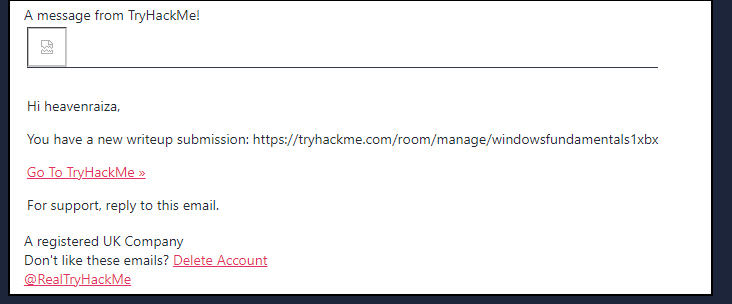 A message from TryHackMe!
Hi heavenraiza,
You have a new writeup submission: https://tryhackme.com/room/manage/windowsfundamentals1xbx
Go To TryHackMe »
For support, reply to this email.
A registered UK Company
Don't like these emails? Delete Account
@RealTryHackMe